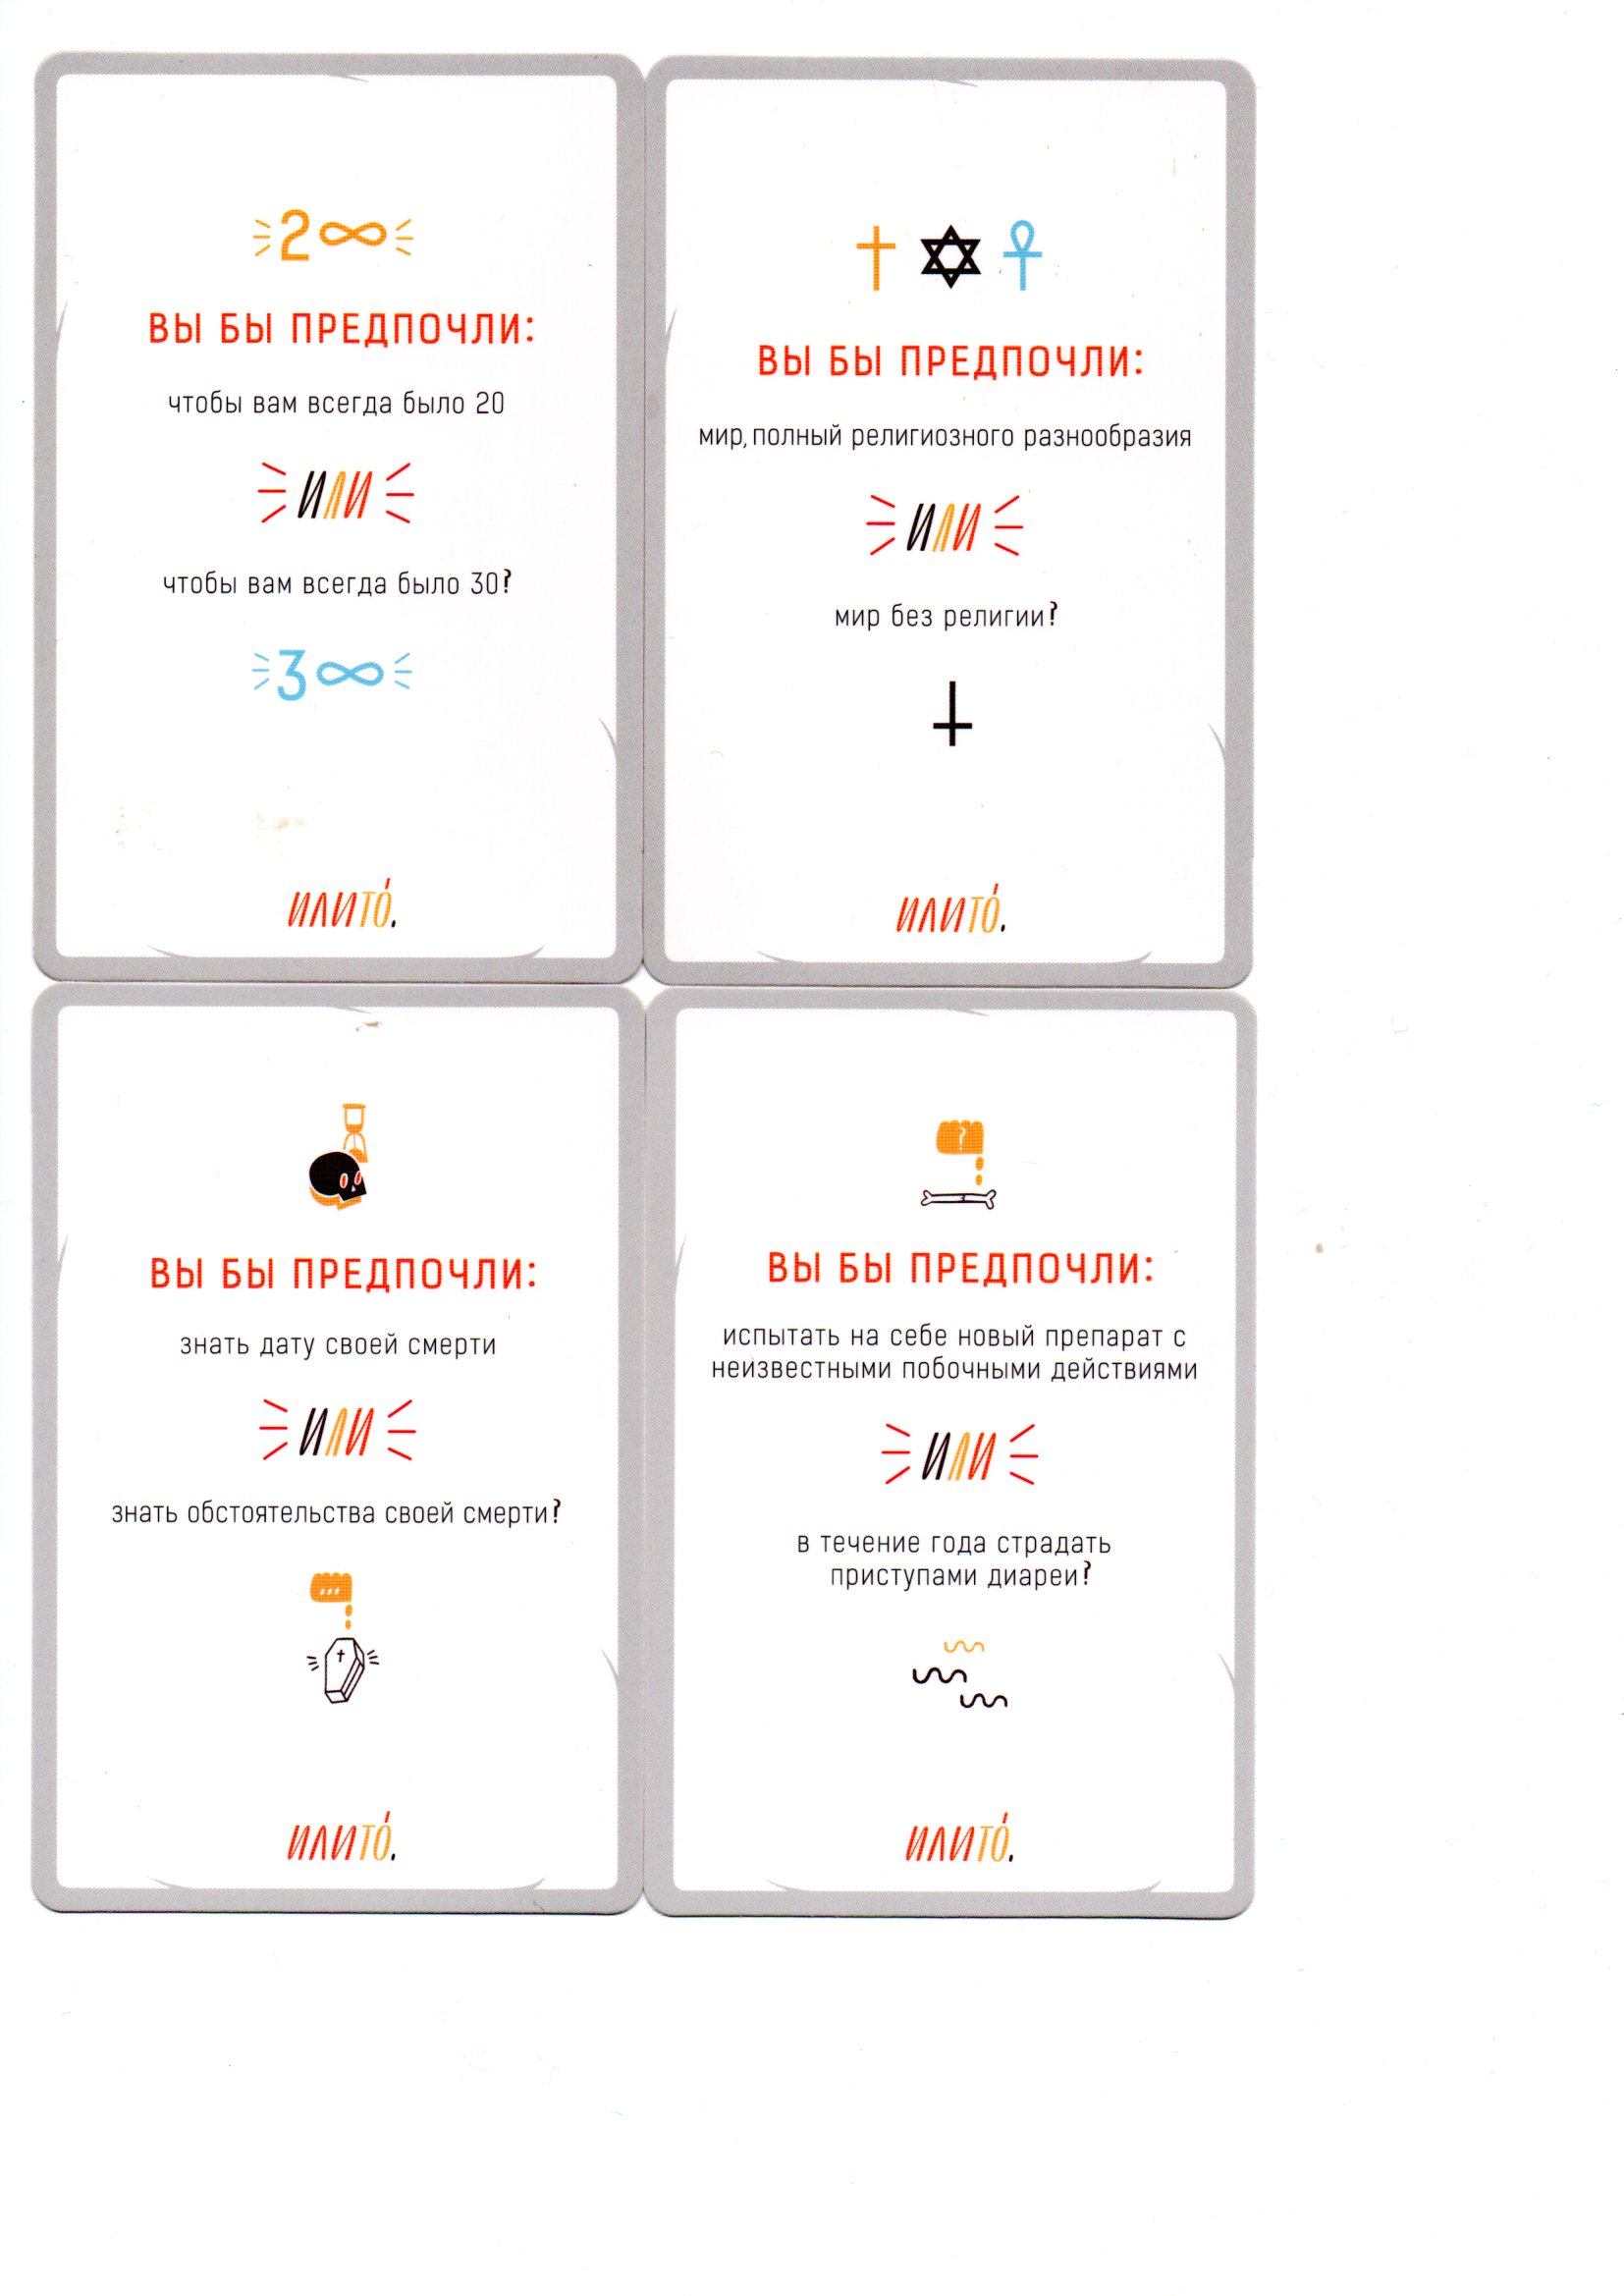 2∞
ВЫ БЫ ПРЕДПОЧЛИ:
чтобы вам всегда было 20
ИЛИ
чтобы вам всегда было 30?
3∞
ИЛИТО́.
ВЫ БЫ ПРЕДПОЧЛИ:
мир, полный религиозного разнообразия
ИЛИ
мир без религии?
ИЛИТО́.
ВЫ БЫ ПРЕДПОЧЛИ:
знать дату своей смерти
ИЛИ
знать обстоятельства своей смерти?
...
ИЛИТО́.
?
ВЫ БЫ ПРЕДПОЧЛИ:
испытать на себе новый препарат с
неизвестными побочными действиями
ИЛИ
в течение года страдать
приступами диареи?
ИЛИТО́.